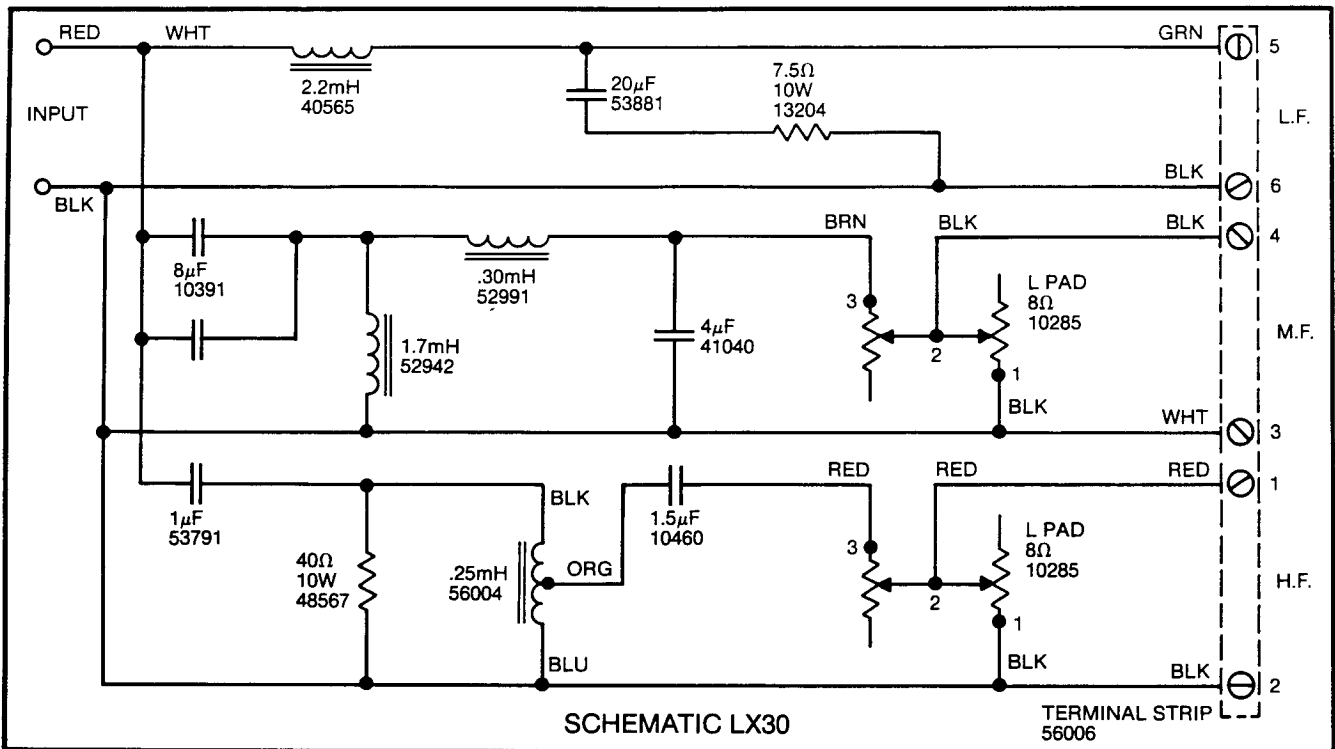 RED
WHT
GRN
5
2.2mH
40565
20µF
53881
7.5Ω
10W
13204
INPUT
L.F.
BLK
BLK
6
BRN
BLK
BLK
4
8µF
10391
.30mH
52991
3
L PAD
8Ω
10285
1.7mH
52942
4µF
41040
2
M.F.
1
BLK
WHT
3
RED
RED
RED
1
1µF
53791
BLK
1.5µF
10460
3
L PAD
8Ω
10285
40Ω
10W
48567
.25mH
56004
ORG
2
H.F.
1
BLU
BLK
BLK
2
SCHEMATIC LX30
TERMINAL STRIP
56006